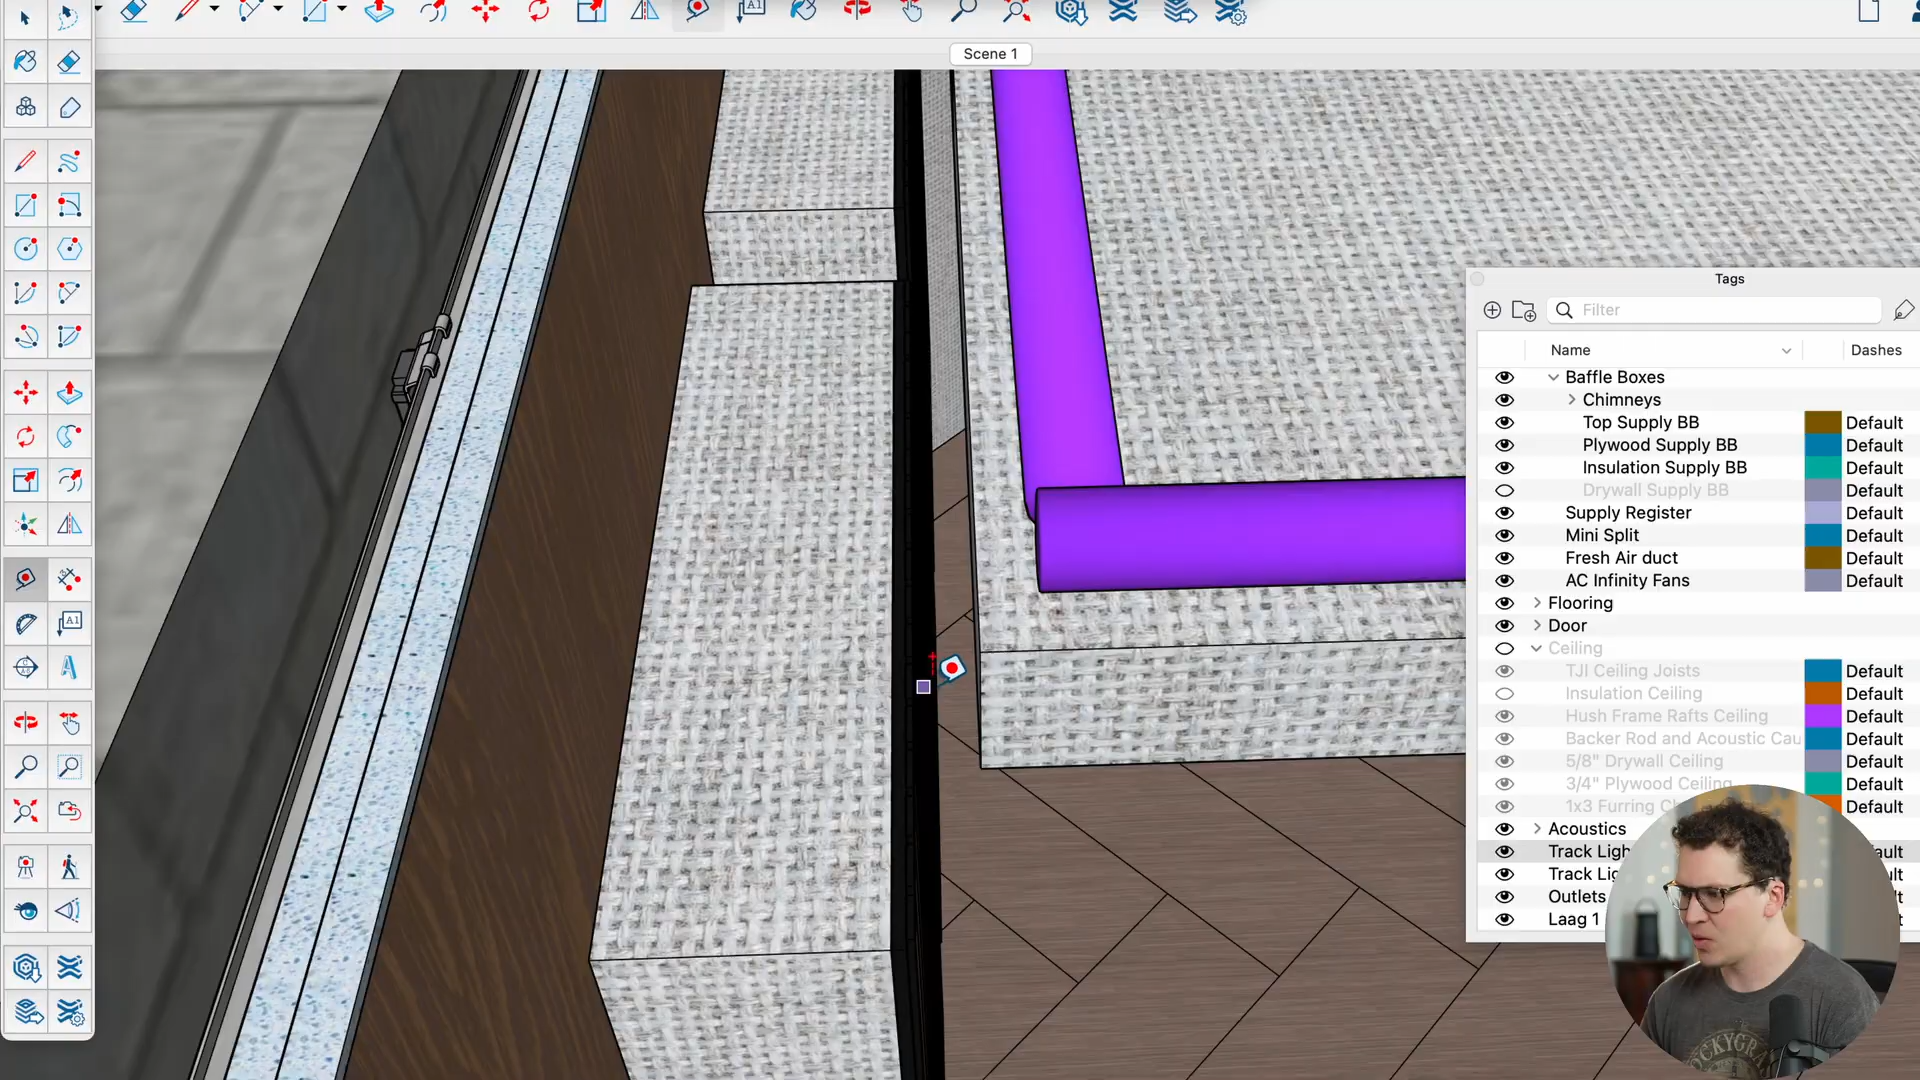 A1
Scene 1
A1
Tags
Filter
Name Dashes
Baffle Boxes
Chimneys
Top Supply BB Default
Plywood Supply BB Default
Insulation Supply BB Default
Drywall Supply BB Default
Supply Register Default
Mini Split Default
Fresh Air duct Default
AC Infinity Fans Default
Flooring
Door
Ceiling
TJI Ceiling Joists Default
Insulation Ceiling Default
Hush Frame Rafts Ceiling Default
Backer Rod and Acoustic Cau Default
5/8" Drywall Ceiling Default
3/4" Plywood Ceiling Default
1x3 Furring Default
Acoustics
Track
Track
Outlets
Laag 1